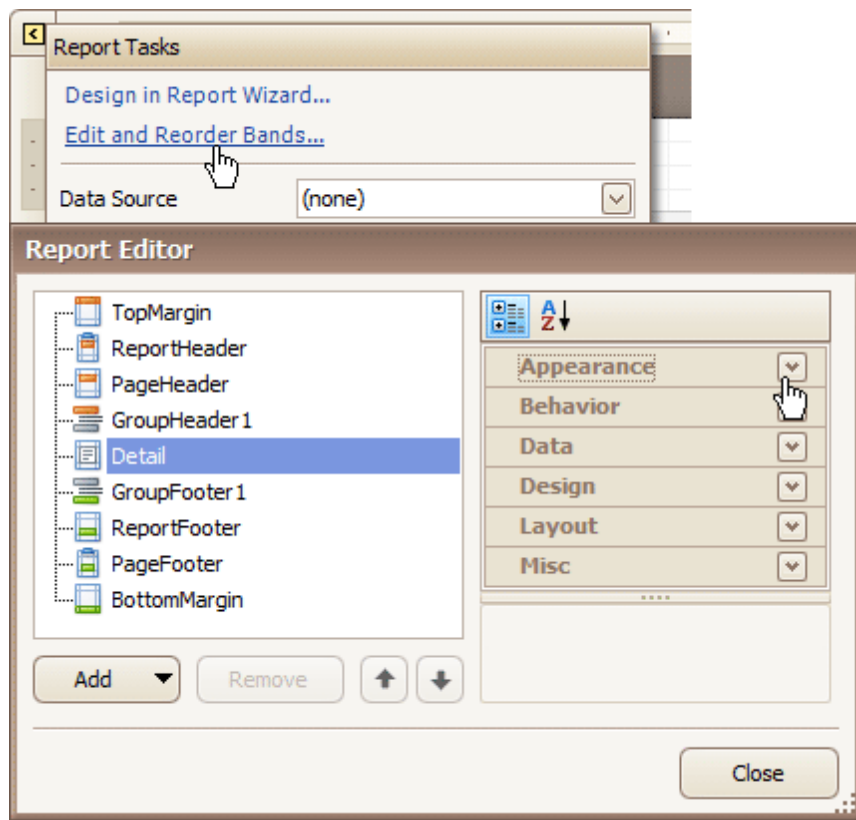 Report Tasks
Design in Report Wizard...
Edit and Reorder Bands...
Data Source (none)
Report Editor
TopMargin
ReportHeader
PageHeader
GroupHeader1
Detail
GroupFooter1
ReportFooter
PageFooter
BottomMargin
Add Remove
A
Z
Appearance
Behavior
Data
Design
Layout
Misc
Close